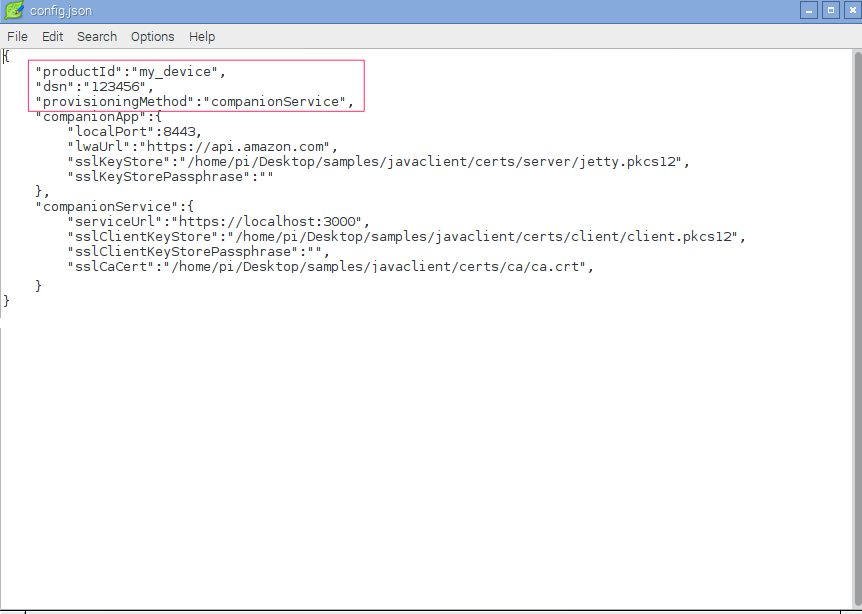 config.json
File Edit Search Options Help
{
"productId":"my_device",
"dsn":"123456",
"provisioningMethod":"companionService",
"companionApp":{
"localPort":8443,
"lwaUrl":"https://api.amazon.com",
"sslKeyStore":"/home/pi/Desktop/samples/javaclient/certs/server/jetty.pkcs12",
"sslKeyStorePassphrase":""
},
"companionService":{
"serviceUrl":"https://localhost:3000",
"sslClientKeyStore":"/home/pi/Desktop/samples/javaclient/certs/client/client.pkcs12",
"sslClientKeyStorePassphrase":"",
"sslCaCert":"/home/pi/Desktop/samples/javaclient/certs/ca/ca.crt",
}
}